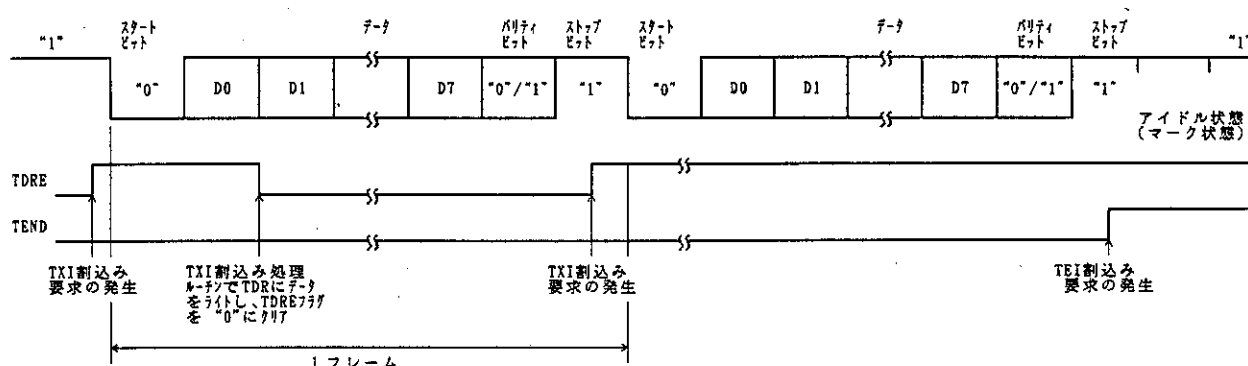 "1"
スタート
ビット
データ
パリティ
ビット
ストップ
ビット
スタート
ビット
データ
パリティ
ビット
ストップ
ビット
"1"
"0"
D0
D1
D7
"0"/"1"
"1"
"0"
D0
D1
D7
"0"/"1"
"1"
アイドル状態
(マーク状態)
TDRE
TEND
TXI割込み
要求の発生
TXI割込み処理
ルーチンでTDRにデータ
をライトし、TDREフラグ
を "0"にクリア
TXI割込み
要求の発生
TEI割込み
要求の発生
1フレーム